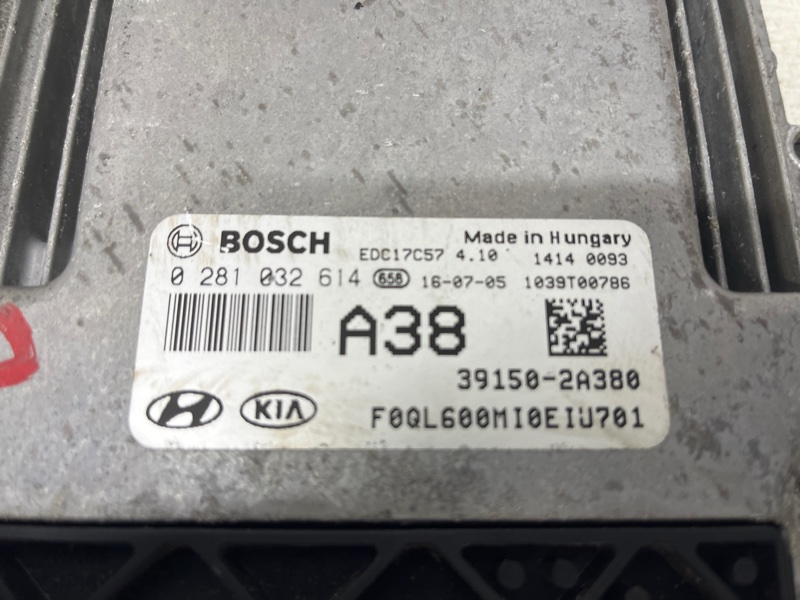 BOSCH EDC17C57 4.10 Made in Hungary 1414 0093
0 281 032 614 658 16-07-05 1039T00786
A38
39150-2A380
KIA F0QL600MI0EIU701